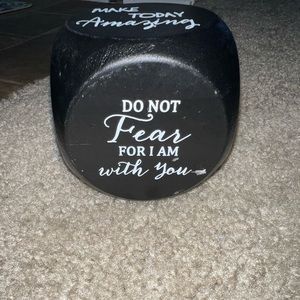 MAKE TODAY
Amazing
DO NOT
Fear
FOR I AM
with you